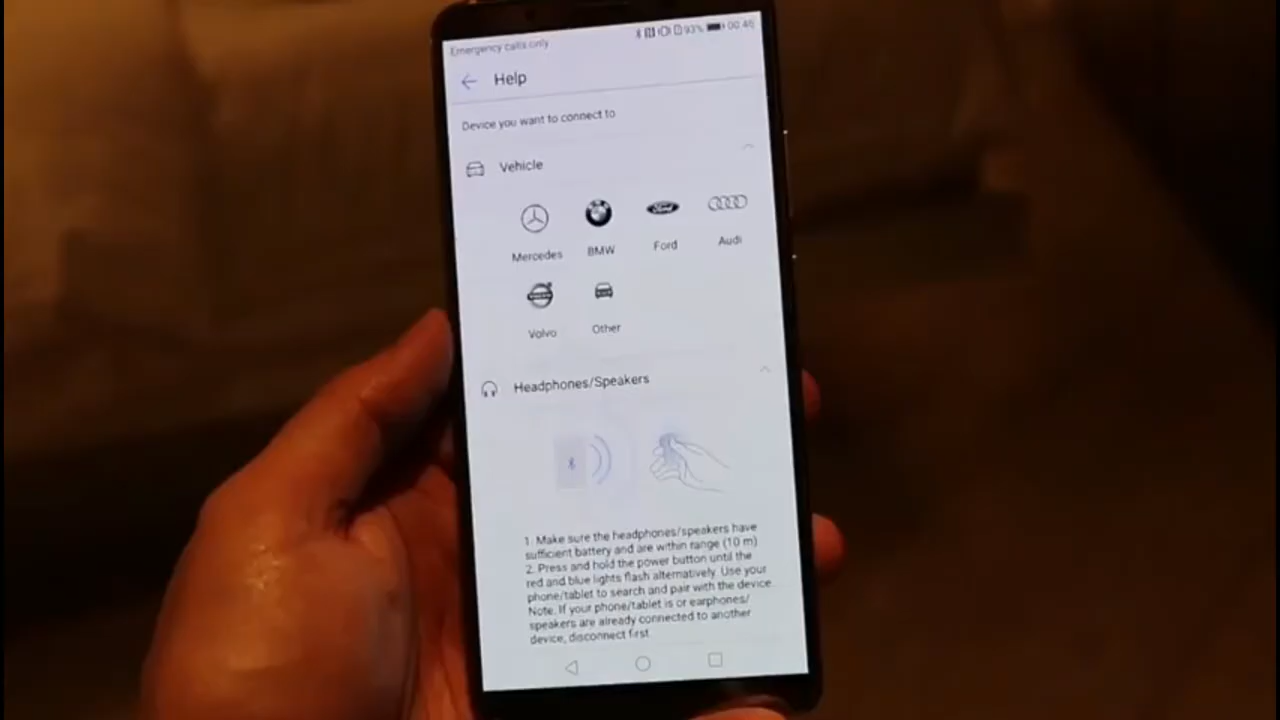 Emergency calls only 93% 00:46
Help
Device you want to connect to
Vehicle
Mercedes BMW Ford Audi
Volvo Other
Headphones/Speakers
1. Make sure the headphones/speakers have
sufficient battery and are within range (10 m)
2. Press and hold the power button until the
red and blue lights flash alternatively. Use your
phone/tablet to search and pair with the device.
Note. If your phone/tablet is or earphones/
speakers are already connected to another
device, disconnect first.